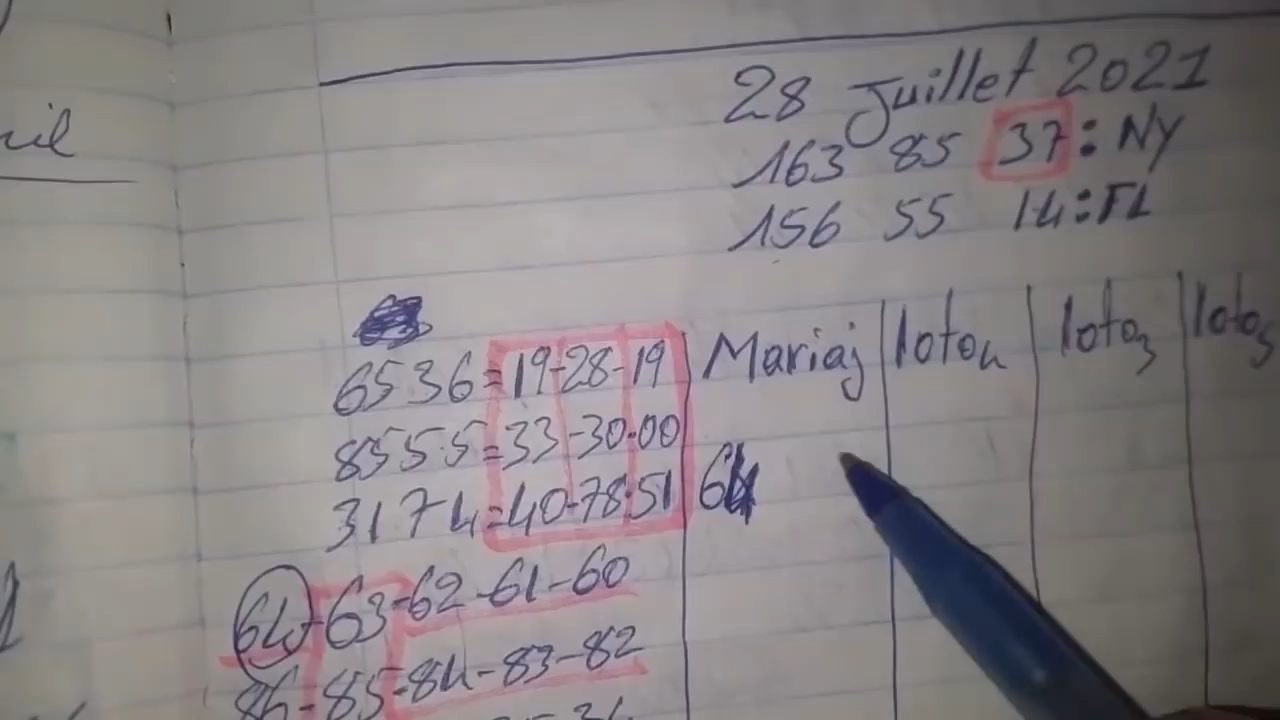 28 Juillet 2021
163 85 37: NY
156 55 14: FL
Mariaj loto4 loto3 loto5
6536=19-28-19
8555=33-30-00
3174=40-78-51 64
64-63-62-61-60
86-85-84-83-82